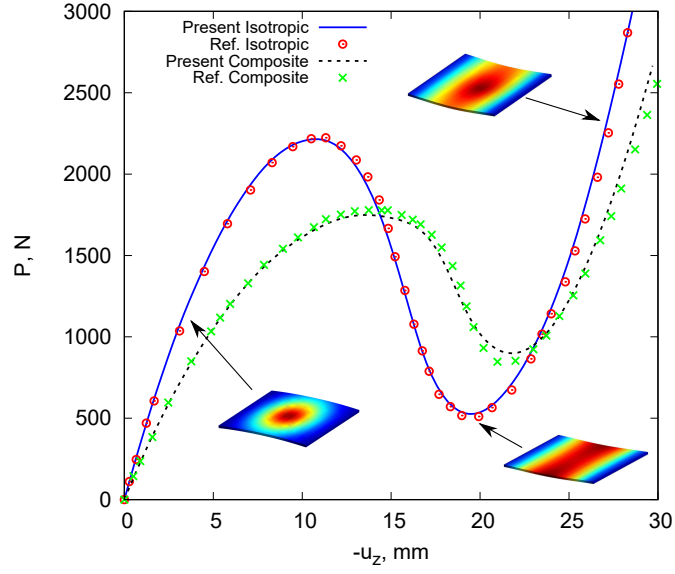 Present Isotropic
Ref. Isotropic
Present Composite
Ref. Composite
3000
2500
2000
1500
1000
500
0
P, N
0 5 10 15 20 25 30
-u_z, mm